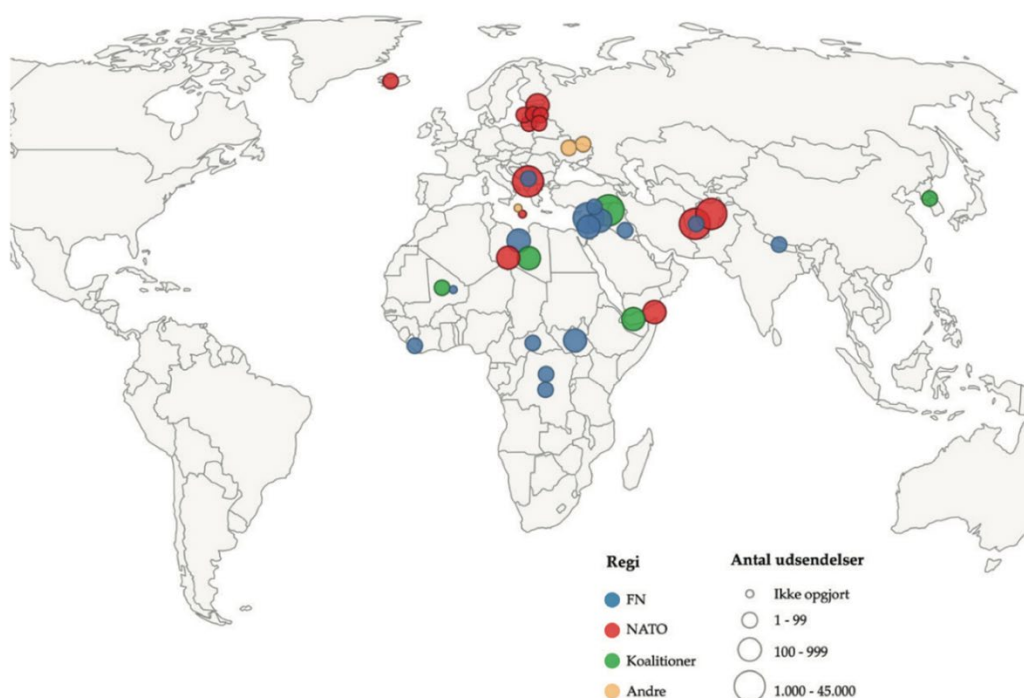 Regi
FN
NATO
Koalitioner
Andre
Antal udsendelser
Ikke opgjort
1 - 99
100 - 999
1.000 - 45.000